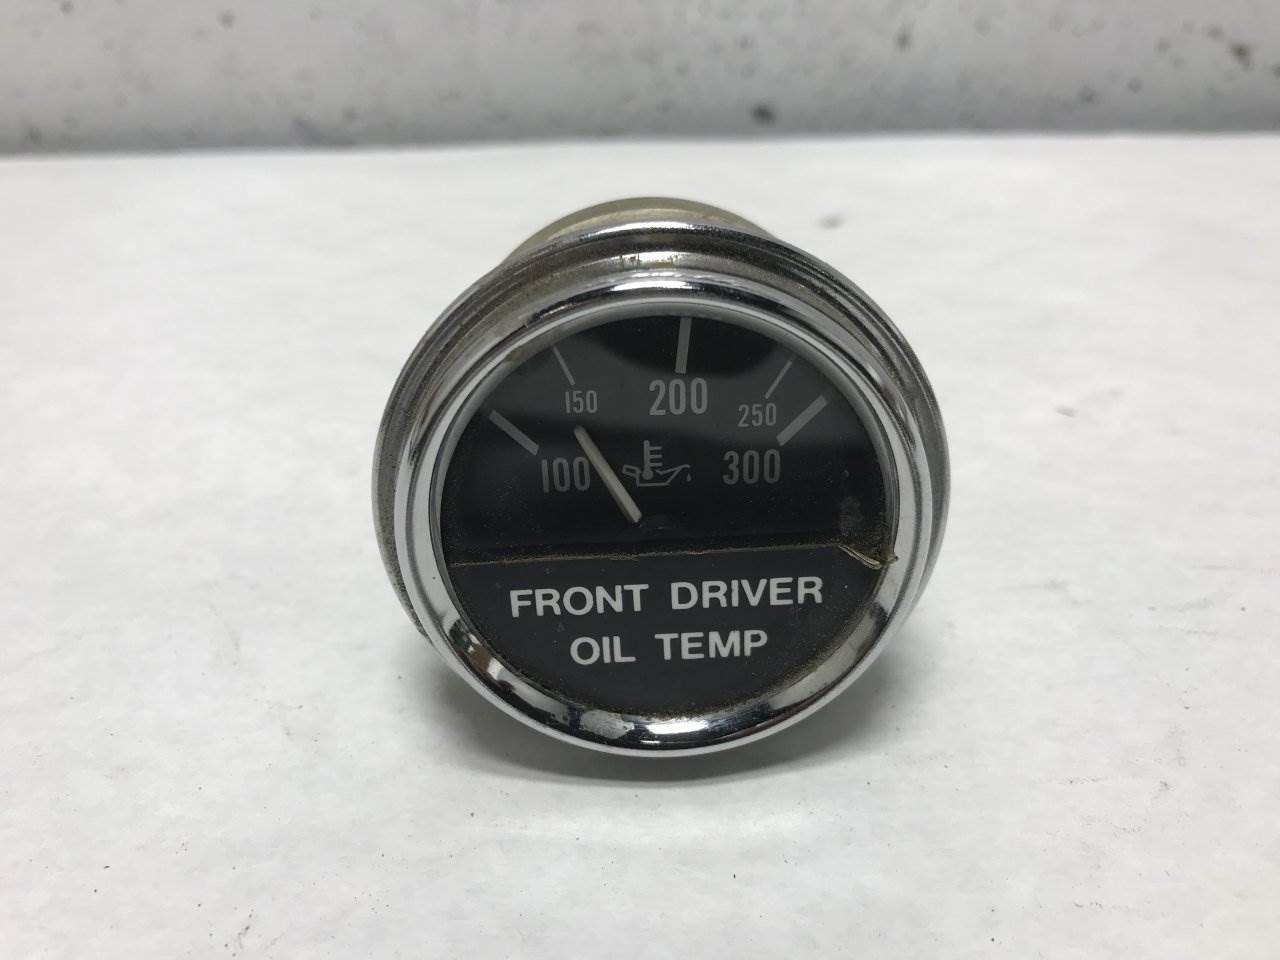 150 200 250
100 300
FRONT DRIVER
OIL TEMP